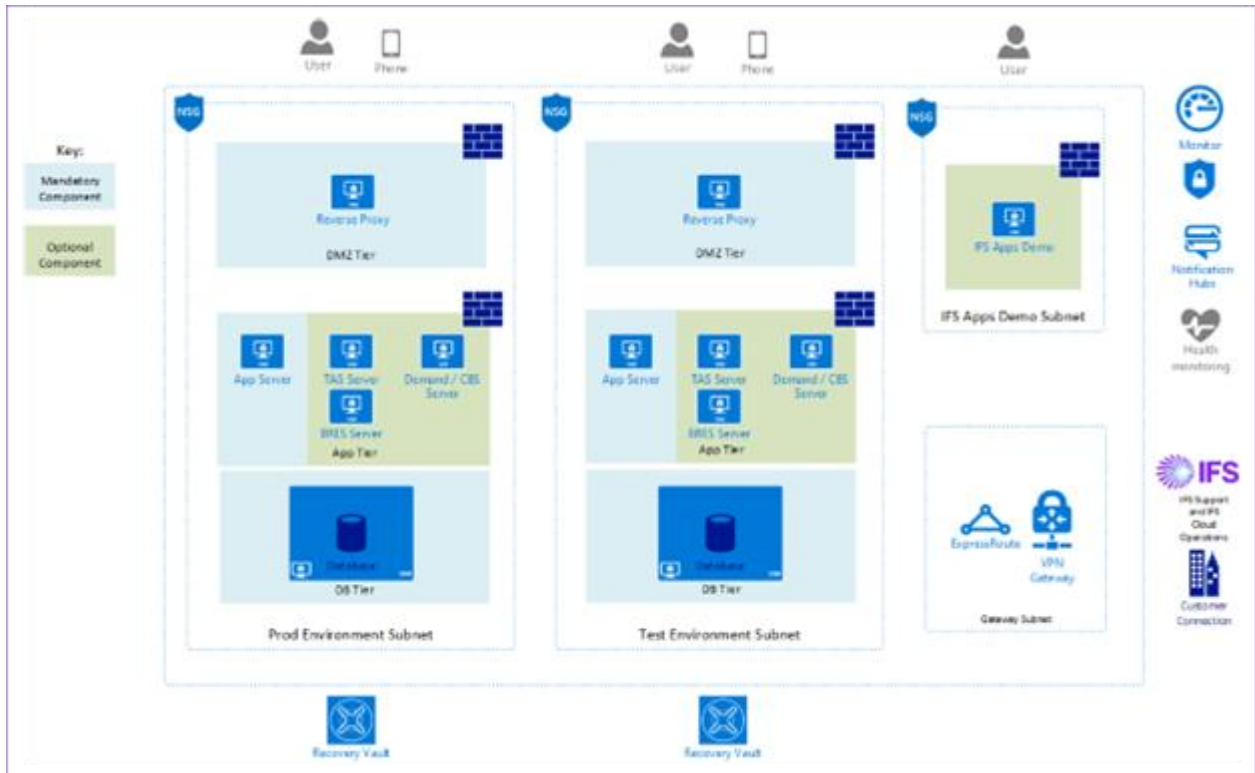 User
Phone
User
Phone
User
Key:
Mandatory
Component
Optional
Component
NSG
Reverse Proxy
DMZ Tier
App Server
TAS Server
Demand / CBS
Server
BRES Server
App Tier
Database
DB Tier
Prod Environment Subnet
NSG
Reverse Proxy
DMZ Tier
App Server
TAS Server
Demand / CBS
Server
BRES Server
App Tier
Database
DB Tier
Test Environment Subnet
NSG
IFS Apps Demo
IFS Apps Demo Subnet
ExpressRoute
VPN
Gateway
Gateway Subnet
Monitor
Notification
Hubs
Health
monitoring
IFS
IFS Support
and IFS
Cloud
Operations
Customer
Connection
Recovery Vault
Recovery Vault